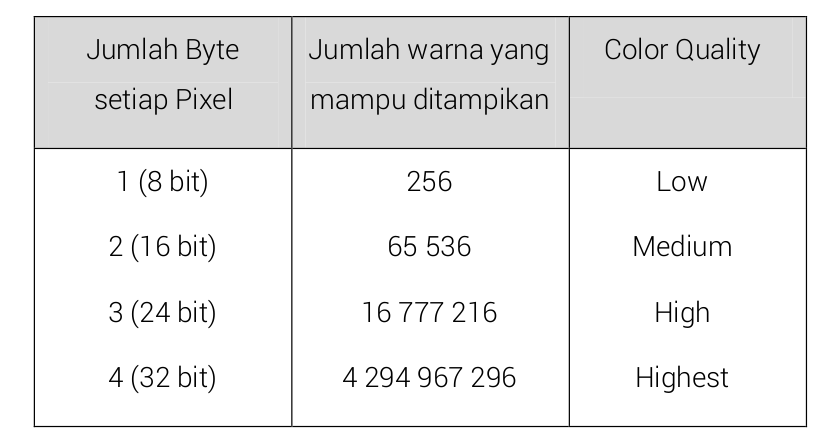 Jumlah Byte setiap Pixel
Jumlah warna yang mampu ditampikan
Color Quality
1 (8 bit) 256 Low
2 (16 bit) 65 536 Medium
3 (24 bit) 16 777 216 High
4 (32 bit) 4 294 967 296 Highest